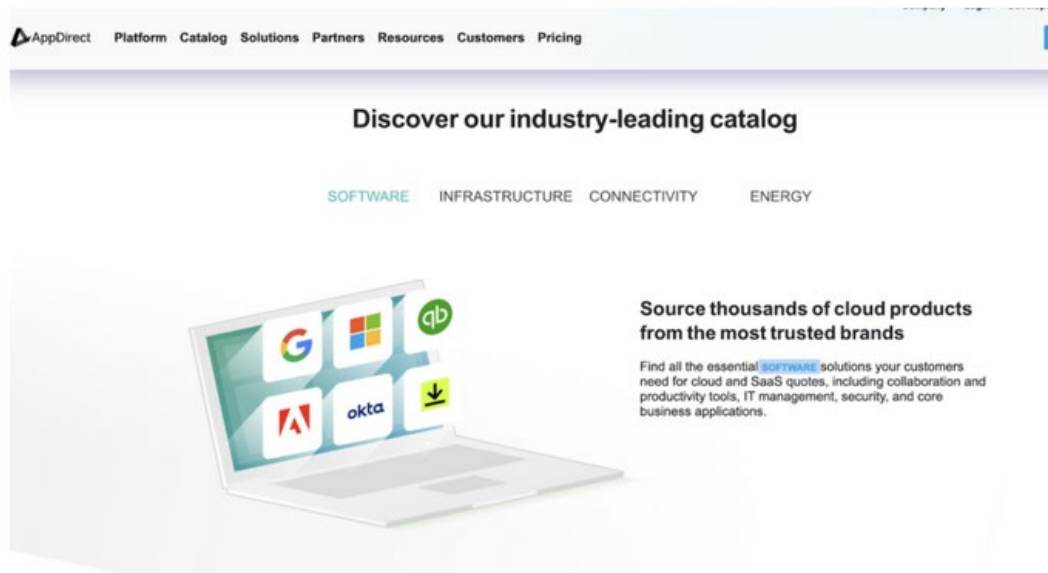 AppDirect Platform Catalog Solutions Partners Resources Customers Pricing
Discover our industry-leading catalog
SOFTWARE INFRASTRUCTURE CONNECTIVITY ENERGY
qb
okta
Source thousands of cloud products
from the most trusted brands
Find all the essential SOFTWARE solutions your customers
need for cloud and SaaS quotes, including collaboration and
productivity tools, IT management, security, and core
business applications.